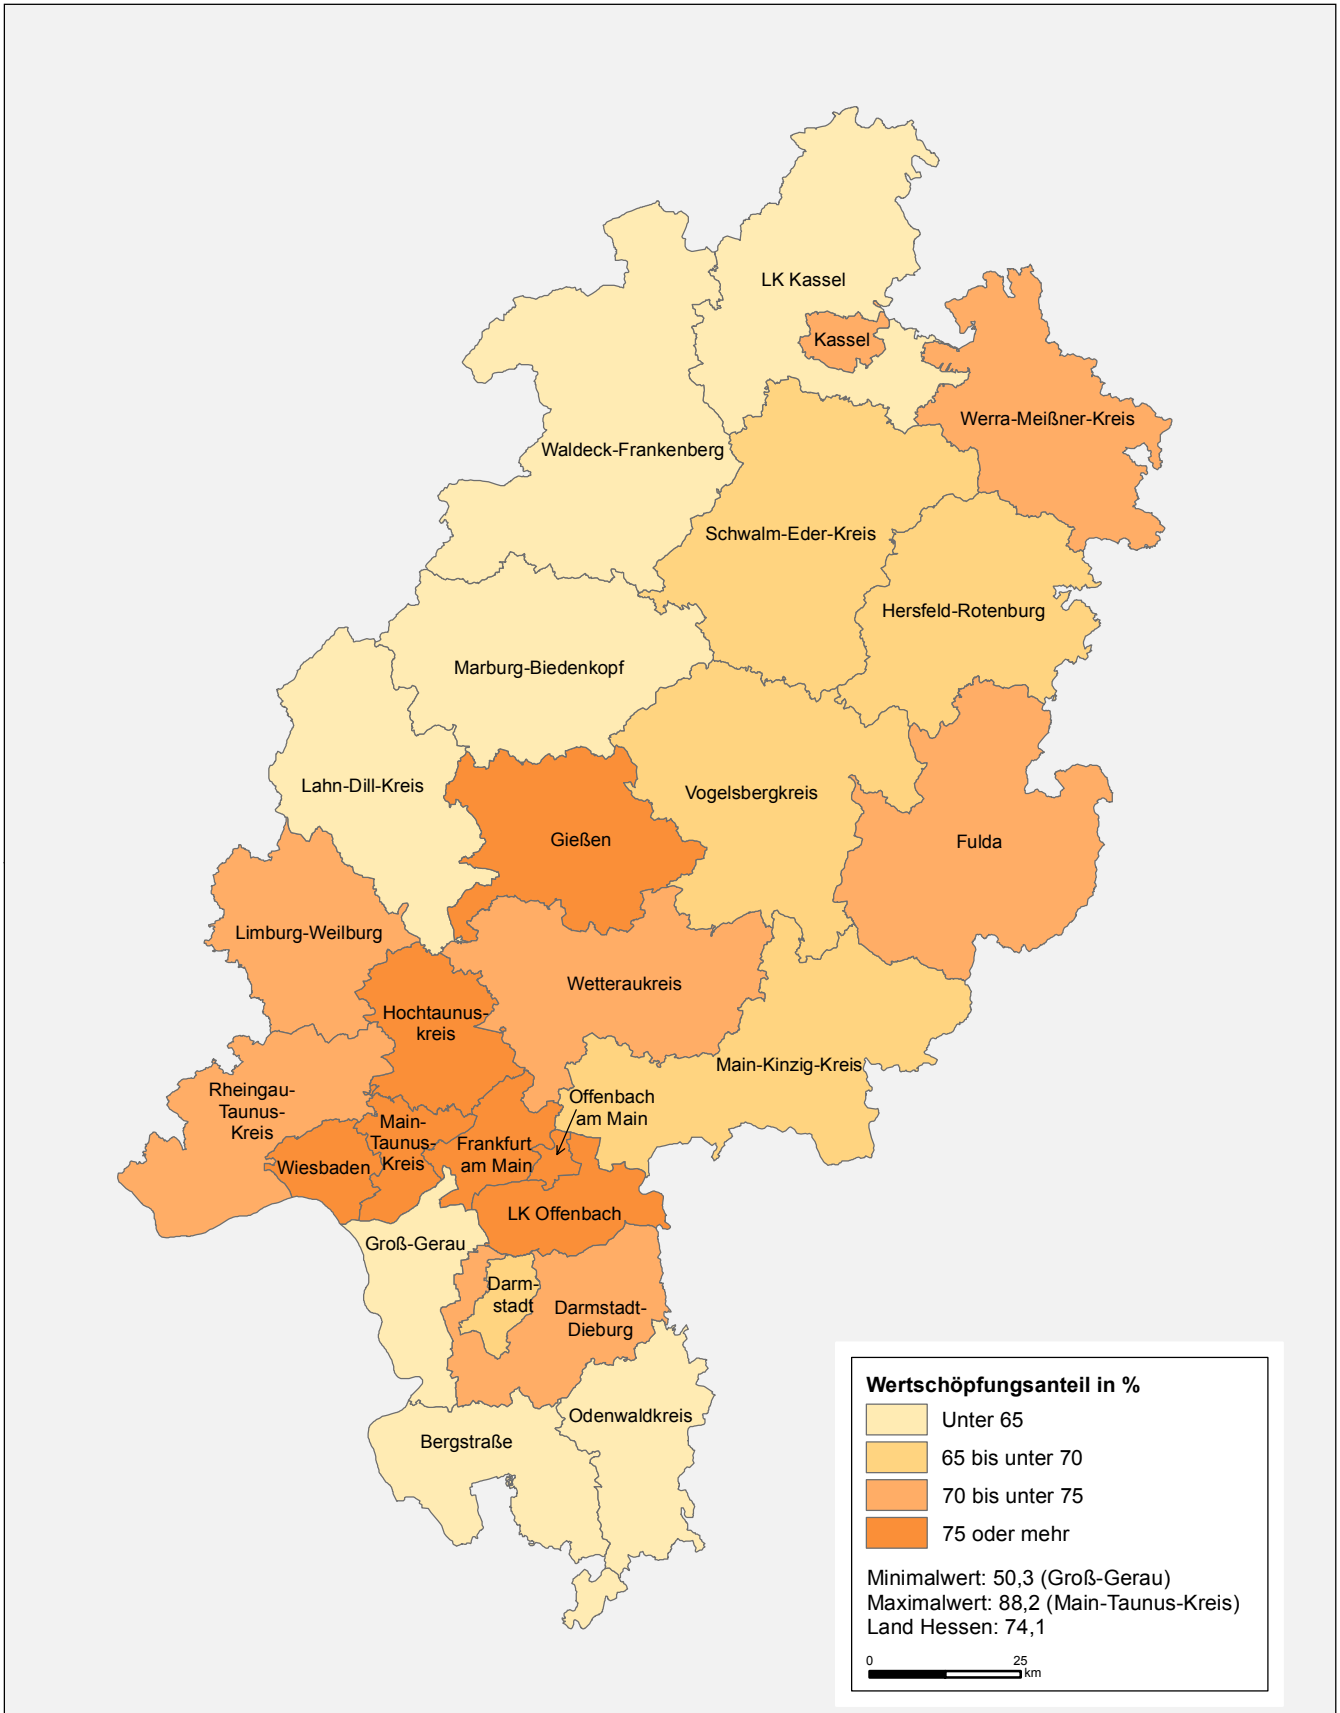 LK Kassel
Kassel
Werra-Meißner-Kreis
Waldeck-Frankenberg
Schwalm-Eder-Kreis
Hersfeld-Rotenburg
Marburg-Biedenkopf
Lahn-Dill-Kreis
Vogelsbergkreis
Gießen
Fulda
Limburg-Weilburg
Wetteraukreis
Hochtaunus-
kreis
Main-Kinzig-Kreis
Rheingau-
Taunus-
Kreis
Offenbach
am Main
Main-
Taunus-
Kreis
Frankfurt
am Main
Wiesbaden
LK Offenbach
Groß-Gerau
Darm-
stadt
Darmstadt-
Dieburg
Odenwaldkreis
Bergstraße
Wertschöpfungsanteil in %
Unter 65
65 bis unter 70
70 bis unter 75
75 oder mehr
Minimalwert: 50,3 (Groß-Gerau)
Maximalwert: 88,2 (Main-Taunus-Kreis)
Land Hessen: 74,1
0 25
km